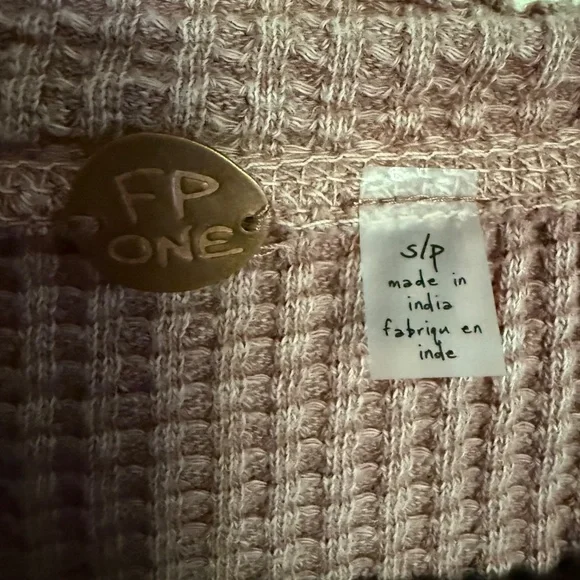 FP
ONE
s/p
made in
india
fabriqu en
inde